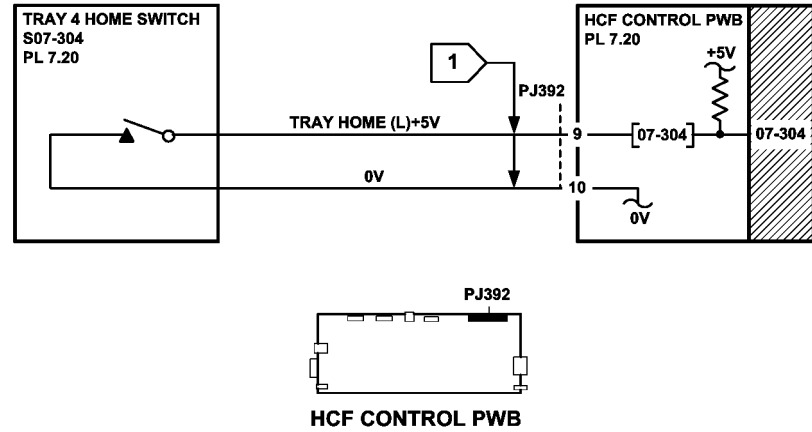 TRAY 4 HOME SWITCH
S07-304
PL 7.20
HCF CONTROL PWB
PL 7.20
+5V
1
PJ392
TRAY HOME (L)+5V
9
[07-304]
07-304
0V
10
0V
PJ392
HCF CONTROL PWB